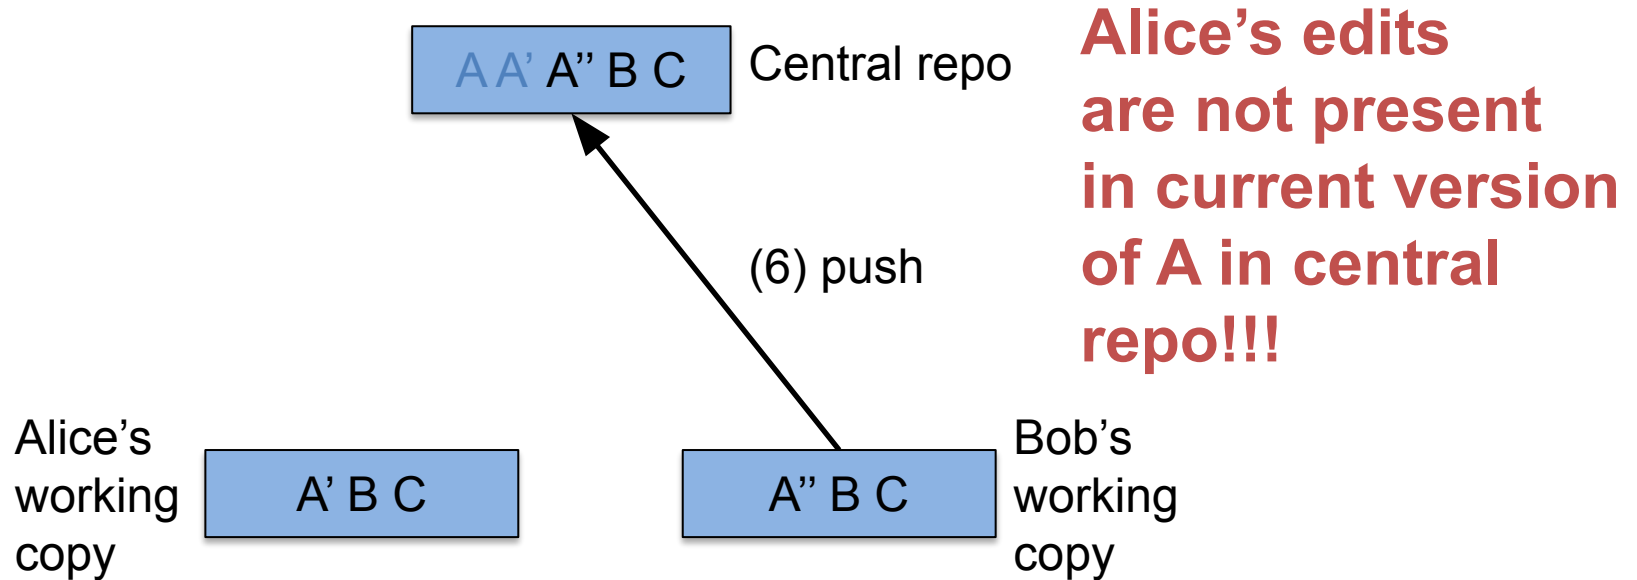 A A’ A’’ B C
Central repo
Alice’s edits
are not present
in current version
of A in central
repo!!!
(6) push
Alice’s
working
copy
A’ B C
A’’ B C
Bob’s
working
copy